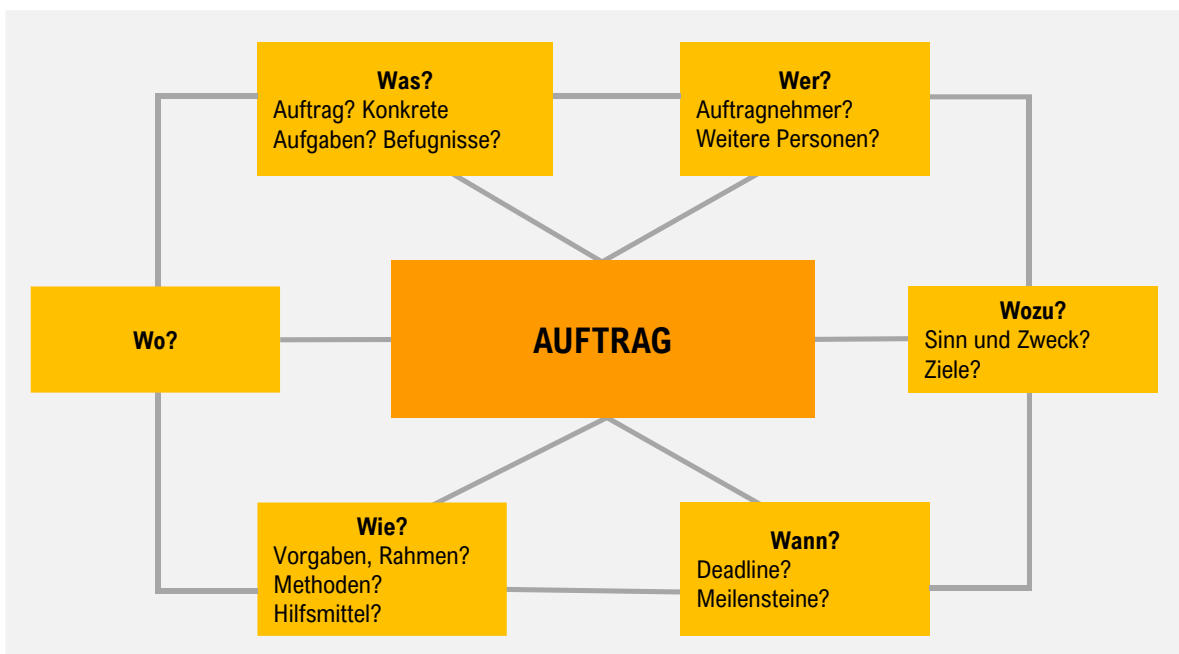 Was?
Auftrag? Konkrete
Aufgaben? Befugnisse?
Wer?
Auftragnehmer?
Weitere Personen?
Wo?
AUFTRAG
Wozu?
Sinn und Zweck?
Ziele?
Wie?
Vorgaben, Rahmen?
Methoden?
Hilfsmittel?
Wann?
Deadline?
Meilensteine?